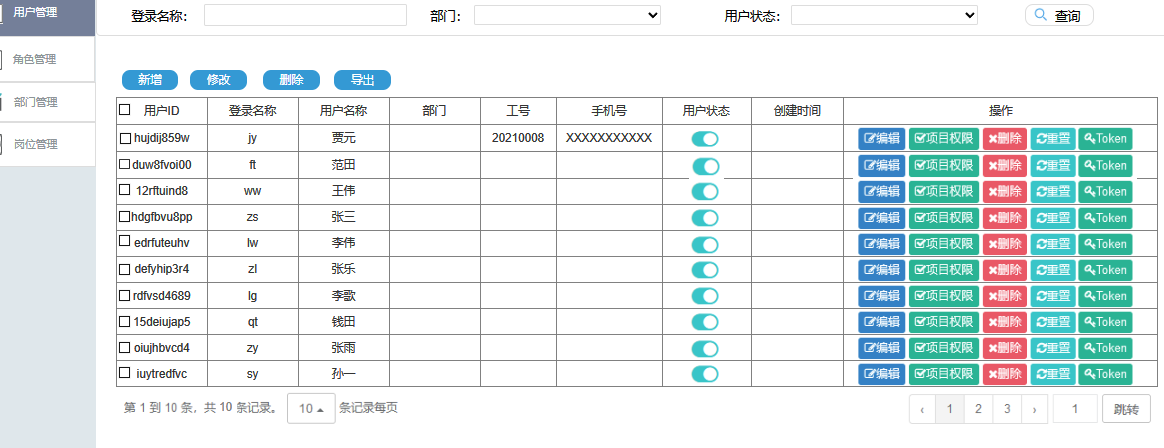 用户管理
角色管理
部门管理
岗位管理
登录名称: 部门: 用户状态: 查询
新增 修改 删除 导出
用户ID 登录名称 用户名称 部门 工号 手机号 用户状态 创建时间 操作
hujdij859w jy 贾元 20210008 XXXXXXXXXXX 编辑 项目权限 删除 重置 Token
duw8fvoi00 ft 范田 编辑 项目权限 删除 重置 Token
12rftuind8 ww 王伟 编辑 项目权限 删除 重置 Token
hdgfbvu8pp zs 张三 编辑 项目权限 删除 重置 Token
edrfuteuhv lw 李伟 编辑 项目权限 删除 重置 Token
defyhip3r4 zl 张乐 编辑 项目权限 删除 重置 Token
rdfvsd4689 lg 李歌 编辑 项目权限 删除 重置 Token
15deiujap5 qt 钱田 编辑 项目权限 删除 重置 Token
oiujhbvcd4 zy 张雨 编辑 项目权限 删除 重置 Token
iuytredfvc sy 孙一 编辑 项目权限 删除 重置 Token
第 1 到 10 条，共 10 条记录。 10 条记录每页 ‹ 1 2 3 › 1 跳转